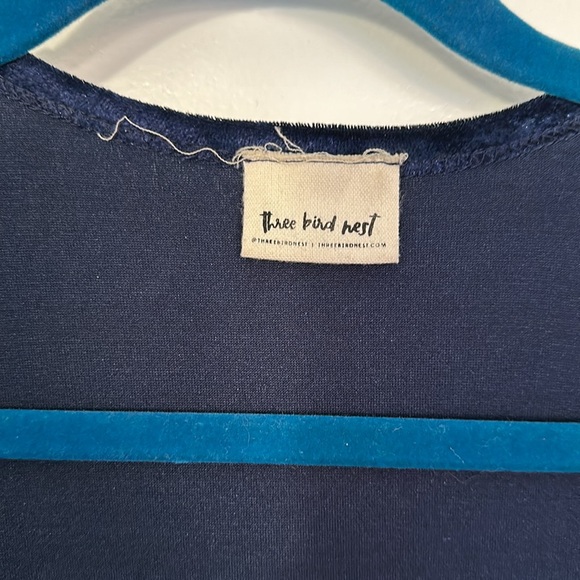 three bird nest
@THREEBIRDNEST | THREEBIRDNEST.COM